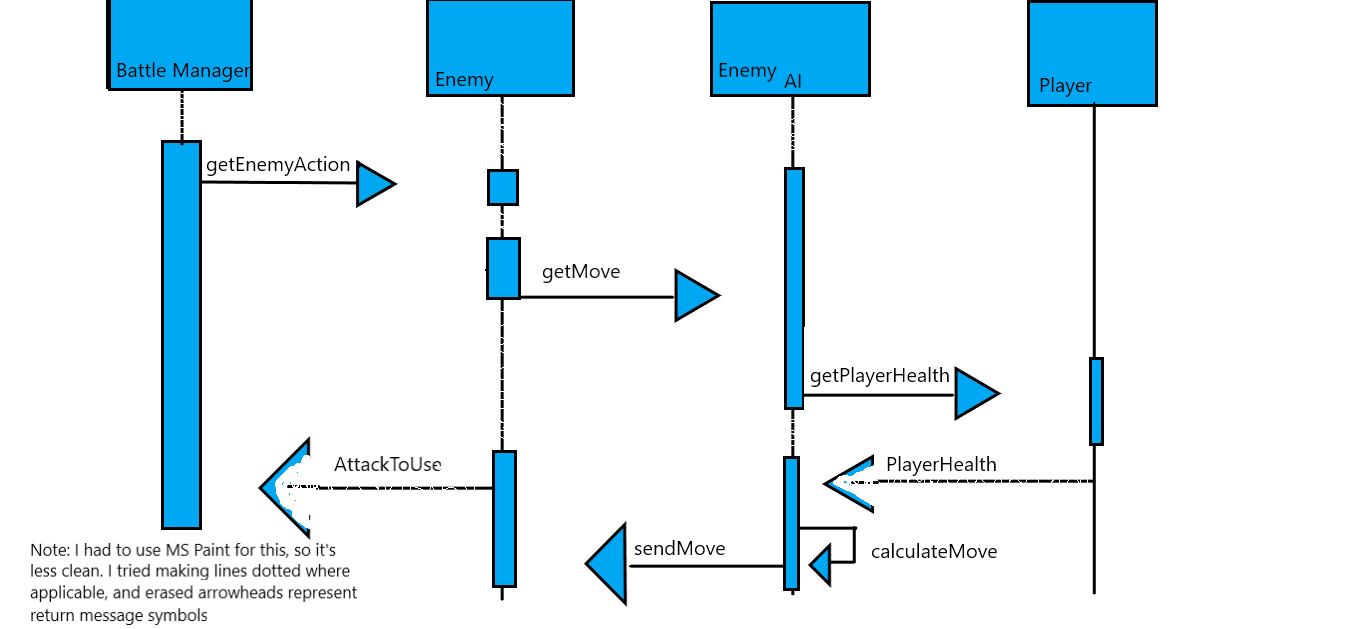 Battle Manager
Enemy
Enemy AI
Player
getEnemyAction
getMove
getPlayerHealth
AttackToUse
PlayerHealth
sendMove
calculateMove
Note: I had to use MS Paint for this, so it's
less clean. I tried making lines dotted where
applicable, and erased arrowheads represent
return message symbols